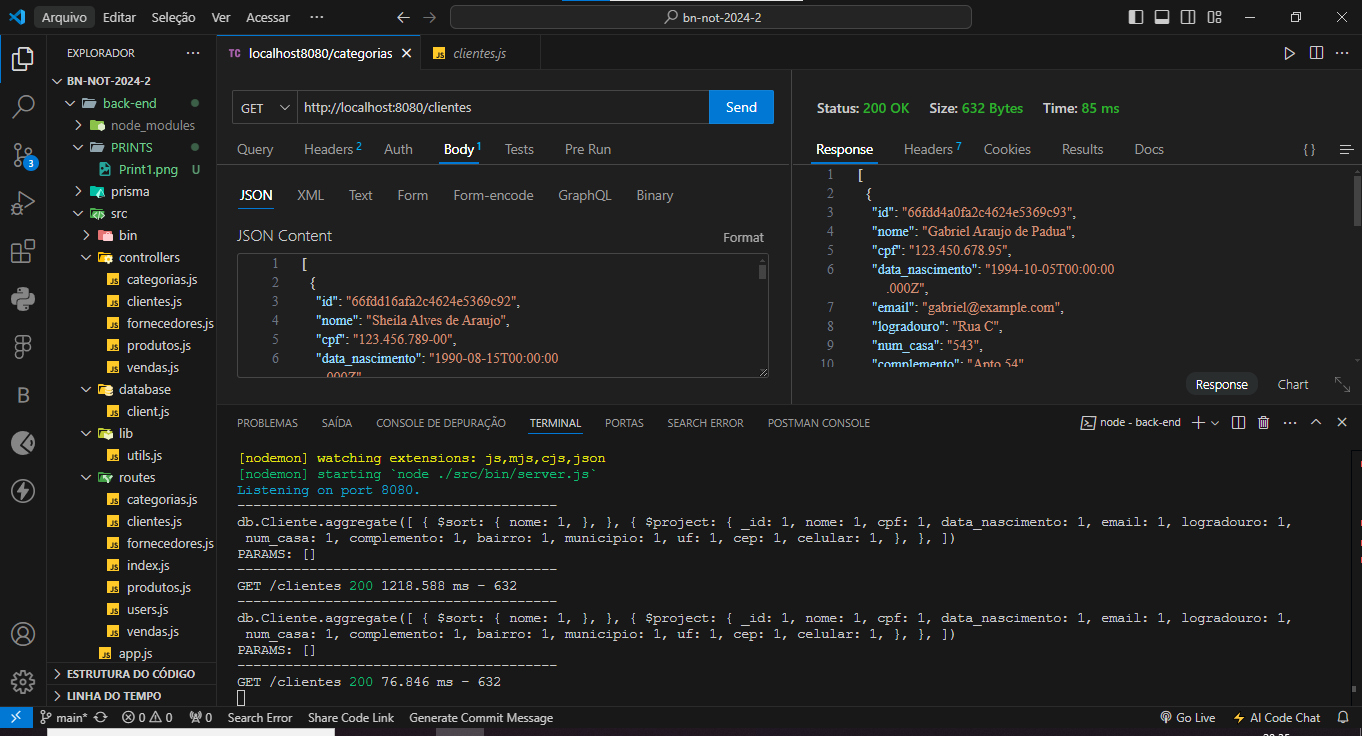 Arquivo Editar Seleção Ver Acessar ··· bn-not-2024-2
EXPLORADOR ···
BN-NOT-2024-2
back-end
node_modules
PRINTS
Print1.png U
prisma
src
bin
controllers
categorias.js
clientes.js
fornecedores.js
produtos.js
vendas.js
database
client.js
lib
utils.js
routes
categorias.js
clientes.js
fornecedores.js
index.js
produtos.js
users.js
vendas.js
app.js
ESTRUTURA DO CÓDIGO
LINHA DO TEMPO
3
B
TC localhost8080/categorias
JS clientes.js
GET http://localhost:8080/clientes Send
Query Headers 2 Auth Body 1 Tests Pre Run
JSON XML Text Form Form-encode GraphQL Binary
JSON Content Format
1 [
2 {
3 "id": "66fdd16afa2c4624e5369c92",
4 "nome": "Sheila Alves de Araujo",
5 "cpf": "123.456.789-00",
6 "data_nascimento": "1990-08-15T00:00:00
.000Z"
Status: 200 OK Size: 632 Bytes Time: 85 ms
Response Headers 7 Cookies Results Docs { }
1 [
2 {
3 "id": "66fdd4a0fa2c4624e5369c93",
4 "nome": "Gabriel Araujo de Padua",
5 "cpf": "123.450.678.95",
6 "data_nascimento": "1994-10-05T00:00:00
.000Z",
7 "email": "gabriel@example.com",
8 "logradouro": "Rua C",
9 "num_casa": "543",
10 "complemento": "Apto 54"
Response Chart
PROBLEMAS SAÍDA CONSOLE DE DEPURAÇÃO TERMINAL PORTAS SEARCH ERROR POSTMAN CONSOLE node - back-end
[nodemon] watching extensions: js,mjs,cjs,json
[nodemon] starting `node ./src/bin/server.js`
Listening on port 8080.
----------------------------------------
db.Cliente.aggregate([ { $sort: { nome: 1, }, }, { $project: { _id: 1, nome: 1, cpf: 1, data_nascimento: 1, email: 1, logradouro: 1,
num_casa: 1, complemento: 1, bairro: 1, municipio: 1, uf: 1, cep: 1, celular: 1, }, }, ])
PARAMS: []
----------------------------------------
GET /clientes 200 1218.588 ms - 632
----------------------------------------
db.Cliente.aggregate([ { $sort: { nome: 1, }, }, { $project: { _id: 1, nome: 1, cpf: 1, data_nascimento: 1, email: 1, logradouro: 1,
num_casa: 1, complemento: 1, bairro: 1, municipio: 1, uf: 1, cep: 1, celular: 1, }, }, ])
PARAMS: []
----------------------------------------
GET /clientes 200 76.846 ms - 632
main* 0 0 0 Search Error Share Code Link Generate Commit Message Go Live AI Code Chat